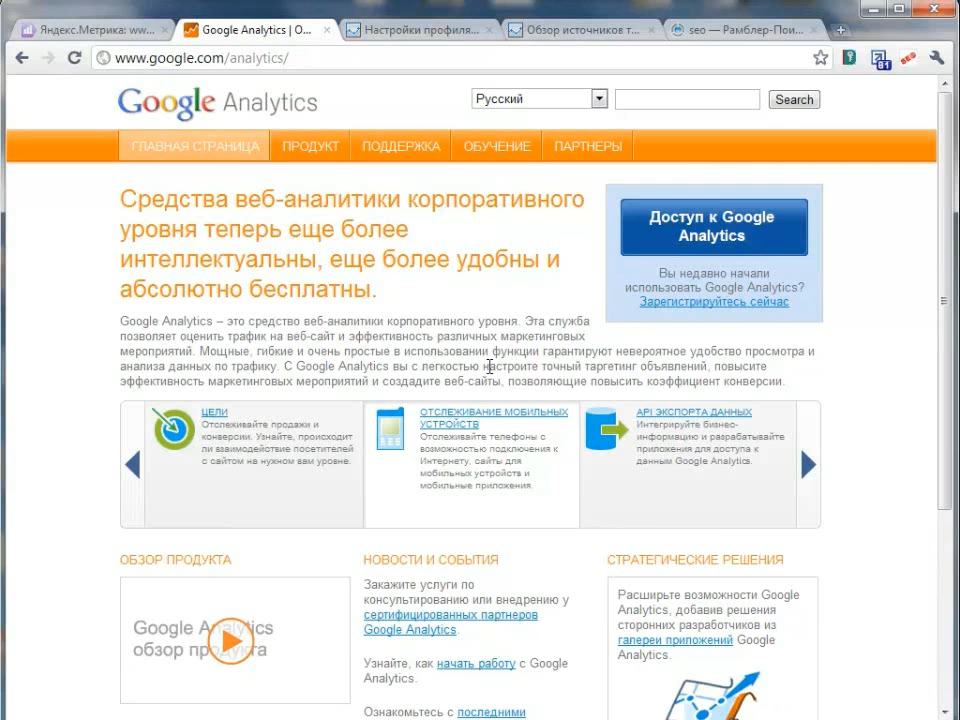 Яндекс.Метрика: ww...
Google Analytics | О...
Настройки профиля...
Обзор источников т...
seo — Рамблер-Пои...
www.google.com/analytics/
81
Google Analytics
Русский
Search
ГЛАВНАЯ СТРАНИЦА
ПРОДУКТ
ПОДДЕРЖКА
ОБУЧЕНИЕ
ПАРТНЕРЫ
Средства веб-аналитики корпоративного
уровня теперь еще более
интеллектуальны, еще более удобны и
абсолютно бесплатны.
Доступ к Google
Analytics
Вы недавно начали
использовать Google Analytics?
Зарегистрируйтесь сейчас
Google Analytics – это средство веб-аналитики корпоративного уровня. Эта служба
позволяет оценить трафик на веб-сайт и эффективность различных маркетинговых
мероприятий. Мощные, гибкие и очень простые в использовании функции гарантируют невероятное удобство просмотра и
анализа данных по трафику. С Google Analytics вы с легкостью настроите точный таргетинг объявлений, повысите
эффективность маркетинговых мероприятий и создадите веб-сайты, позволяющие повысить коэффициент конверсии.
ЦЕЛИ
Отслеживайте продажи и
конверсии. Узнайте, происходит
ли взаимодействие посетителей
с сайтом на нужном вам уровне.
ОТСЛЕЖИВАНИЕ МОБИЛЬНЫХ
УСТРОЙСТВ
Отслеживайте телефоны с
возможностью подключения к
Интернету, сайты для
мобильных устройств и
мобильные приложения.
API ЭКСПОРТА ДАННЫХ
Интегрируйте бизнес-
информацию и разрабатывайте
приложения для доступа к
данным Google Analytics.
ОБЗОР ПРОДУКТА
Google Analytics
обзор продукта
НОВОСТИ И СОБЫТИЯ
Закажите услуги по
консультированию или внедрению у
сертифицированных партнеров
Google Analytics.
Узнайте, как начать работу с Google
Analytics.
Ознакомьтесь с последними
СТРАТЕГИЧЕСКИЕ РЕШЕНИЯ
Расширьте возможности Google
Analytics, добавив решения
сторонних разработчиков из
галереи приложений Google
Analytics.